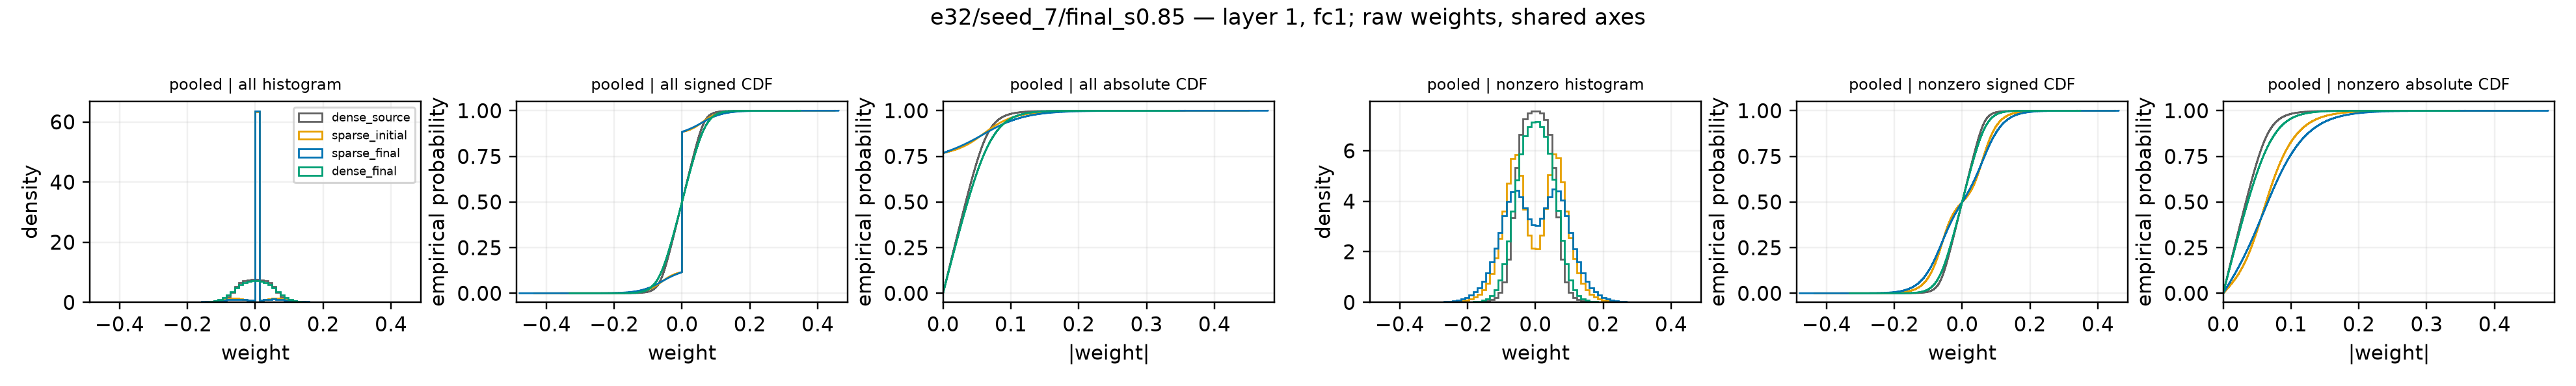 e32/seed_7/final_s0.85 — layer 1, fc1; raw weights, shared axes
pooled | all histogram
density
60
40
20
0
−0.4 −0.2 0.0 0.2 0.4
weight
dense_source
sparse_initial
sparse_final
dense_final
pooled | all signed CDF
empirical probability
1.00
0.75
0.50
0.25
0.00
−0.4 −0.2 0.0 0.2 0.4
weight
pooled | all absolute CDF
empirical probability
1.00
0.75
0.50
0.25
0.00
0.0 0.1 0.2 0.3 0.4
|weight|
pooled | nonzero histogram
density
6
4
2
0
−0.4 −0.2 0.0 0.2 0.4
weight
pooled | nonzero signed CDF
empirical probability
1.00
0.75
0.50
0.25
0.00
−0.4 −0.2 0.0 0.2 0.4
weight
pooled | nonzero absolute CDF
empirical probability
1.00
0.75
0.50
0.25
0.00
0.0 0.1 0.2 0.3 0.4
|weight|